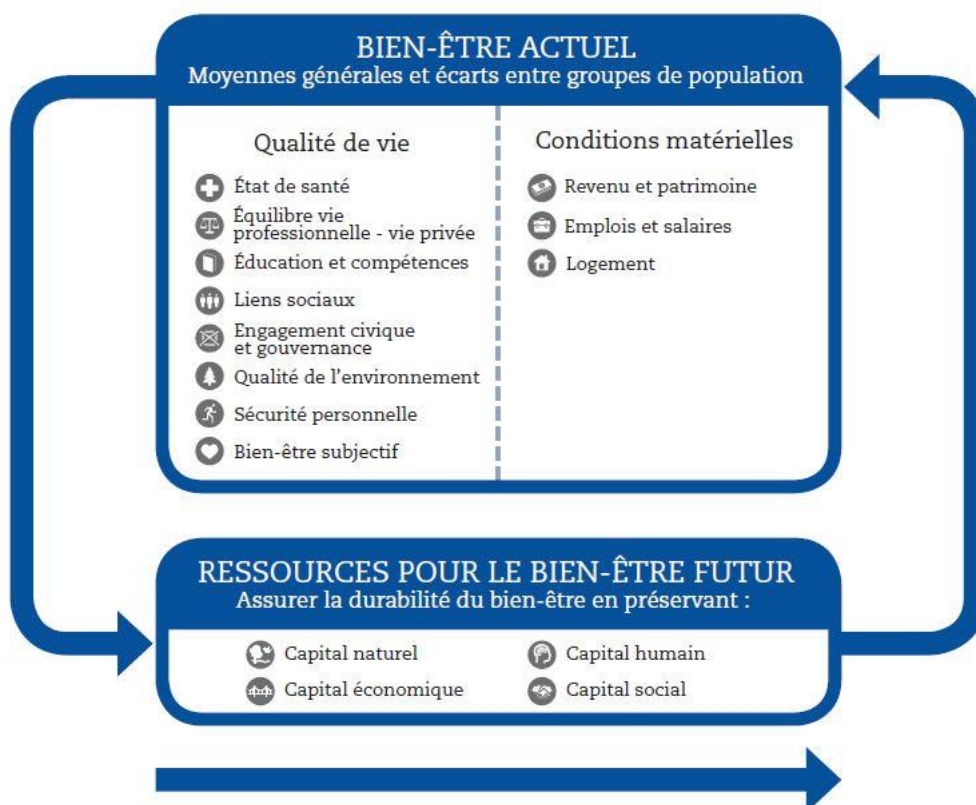 BIEN-ÊTRE ACTUEL
Moyennes générales et écarts entre groupes de population
Qualité de vie
État de santé
Équilibre vie
professionnelle - vie privée
Éducation et compétences
Liens sociaux
Engagement civique
et gouvernance
Qualité de l'environnement
Sécurité personnelle
Bien-être subjectif
Conditions matérielles
Revenu et patrimoine
Emplois et salaires
Logement
RESSOURCES POUR LE BIEN-ÊTRE FUTUR
Assurer la durabilité du bien-être en préservant :
Capital naturel
Capital économique
Capital humain
Capital social